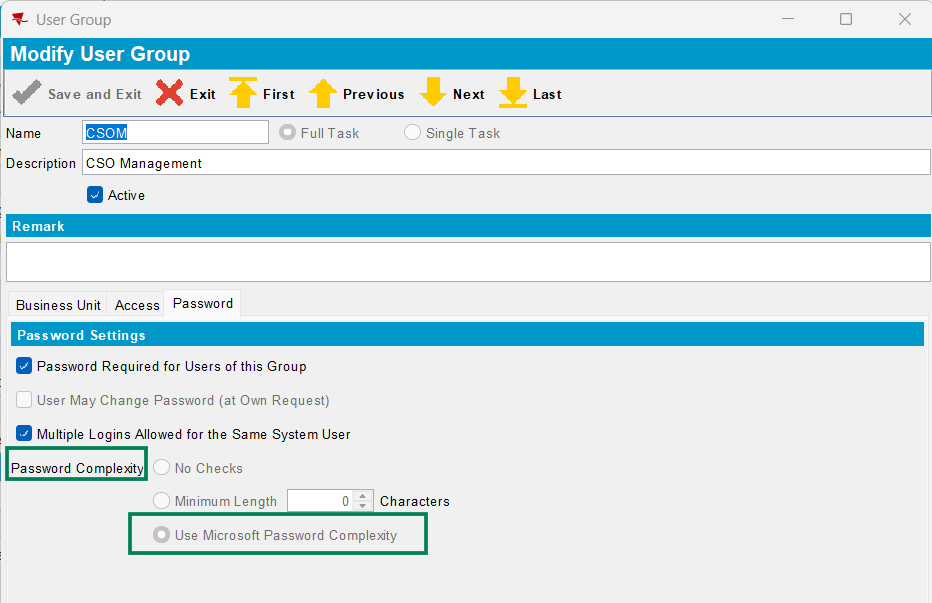 User Group
Modify User Group
Save and Exit Exit First Previous Next Last
Name CSOM Full Task Single Task
Description CSO Management
Active
Remark
Business Unit Access Password
Password Settings
Password Required for Users of this Group
User May Change Password (at Own Request)
Multiple Logins Allowed for the Same System User
Password Complexity No Checks
Minimum Length 0 Characters
Use Microsoft Password Complexity